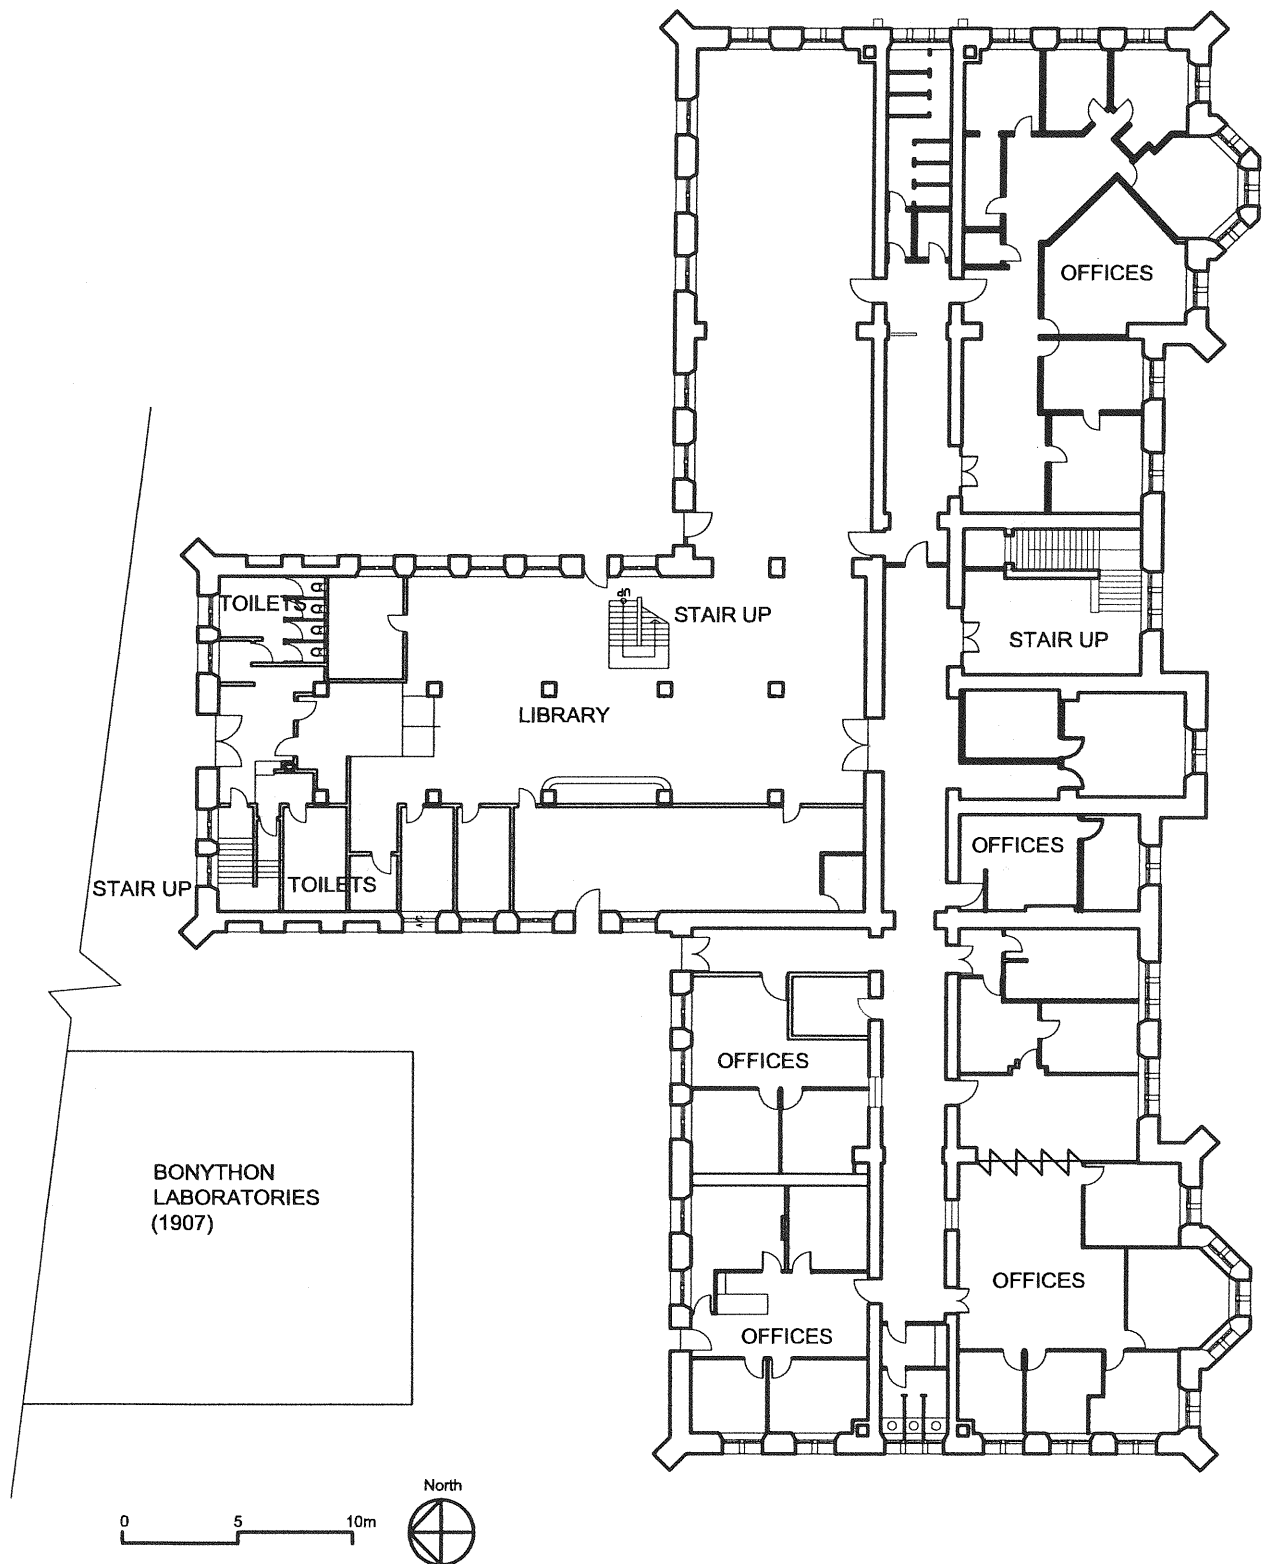 OFFICES
TOILETS
UP
STAIR UP
STAIR UP
LIBRARY
OFFICES
STAIR UP
TOILETS
A/C
OFFICES
BONYTHON
LABORATORIES
(1907)
OFFICES
OFFICES
North
0 5 10m